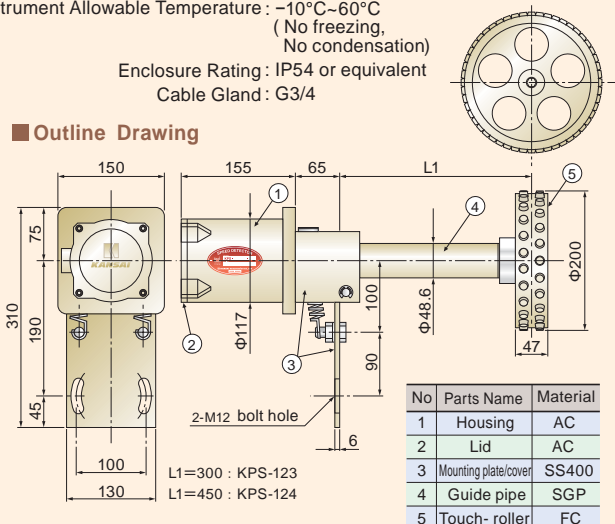 strument Allowable Temperature : −10°C~60°C
( No freezing,
No condensation)
Enclosure Rating : IP54 or equivalent
Cable Gland : G3/4
Outline Drawing
150
155
65
L1
1
4
5
75
310
190
45
KANSAI
SPEED DETECTOR
2
Φ117
3
100
90
Φ48.6
Φ200
47
2-M12 bolt hole
6
100
130
L1=300 : KPS-123
L1=450 : KPS-124
No Parts Name Material
1 Housing AC
2 Lid AC
3 Mounting plate/cover SS400
4 Guide pipe SGP
5 Touch- roller FC